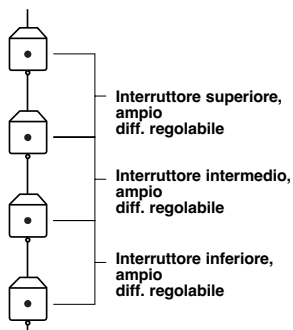 Interruttore superiore,
ampio
diff. regolabile
Interruttore intermedio,
ampio
diff. regolabile
Interruttore inferiore,
ampio
diff. regolabile